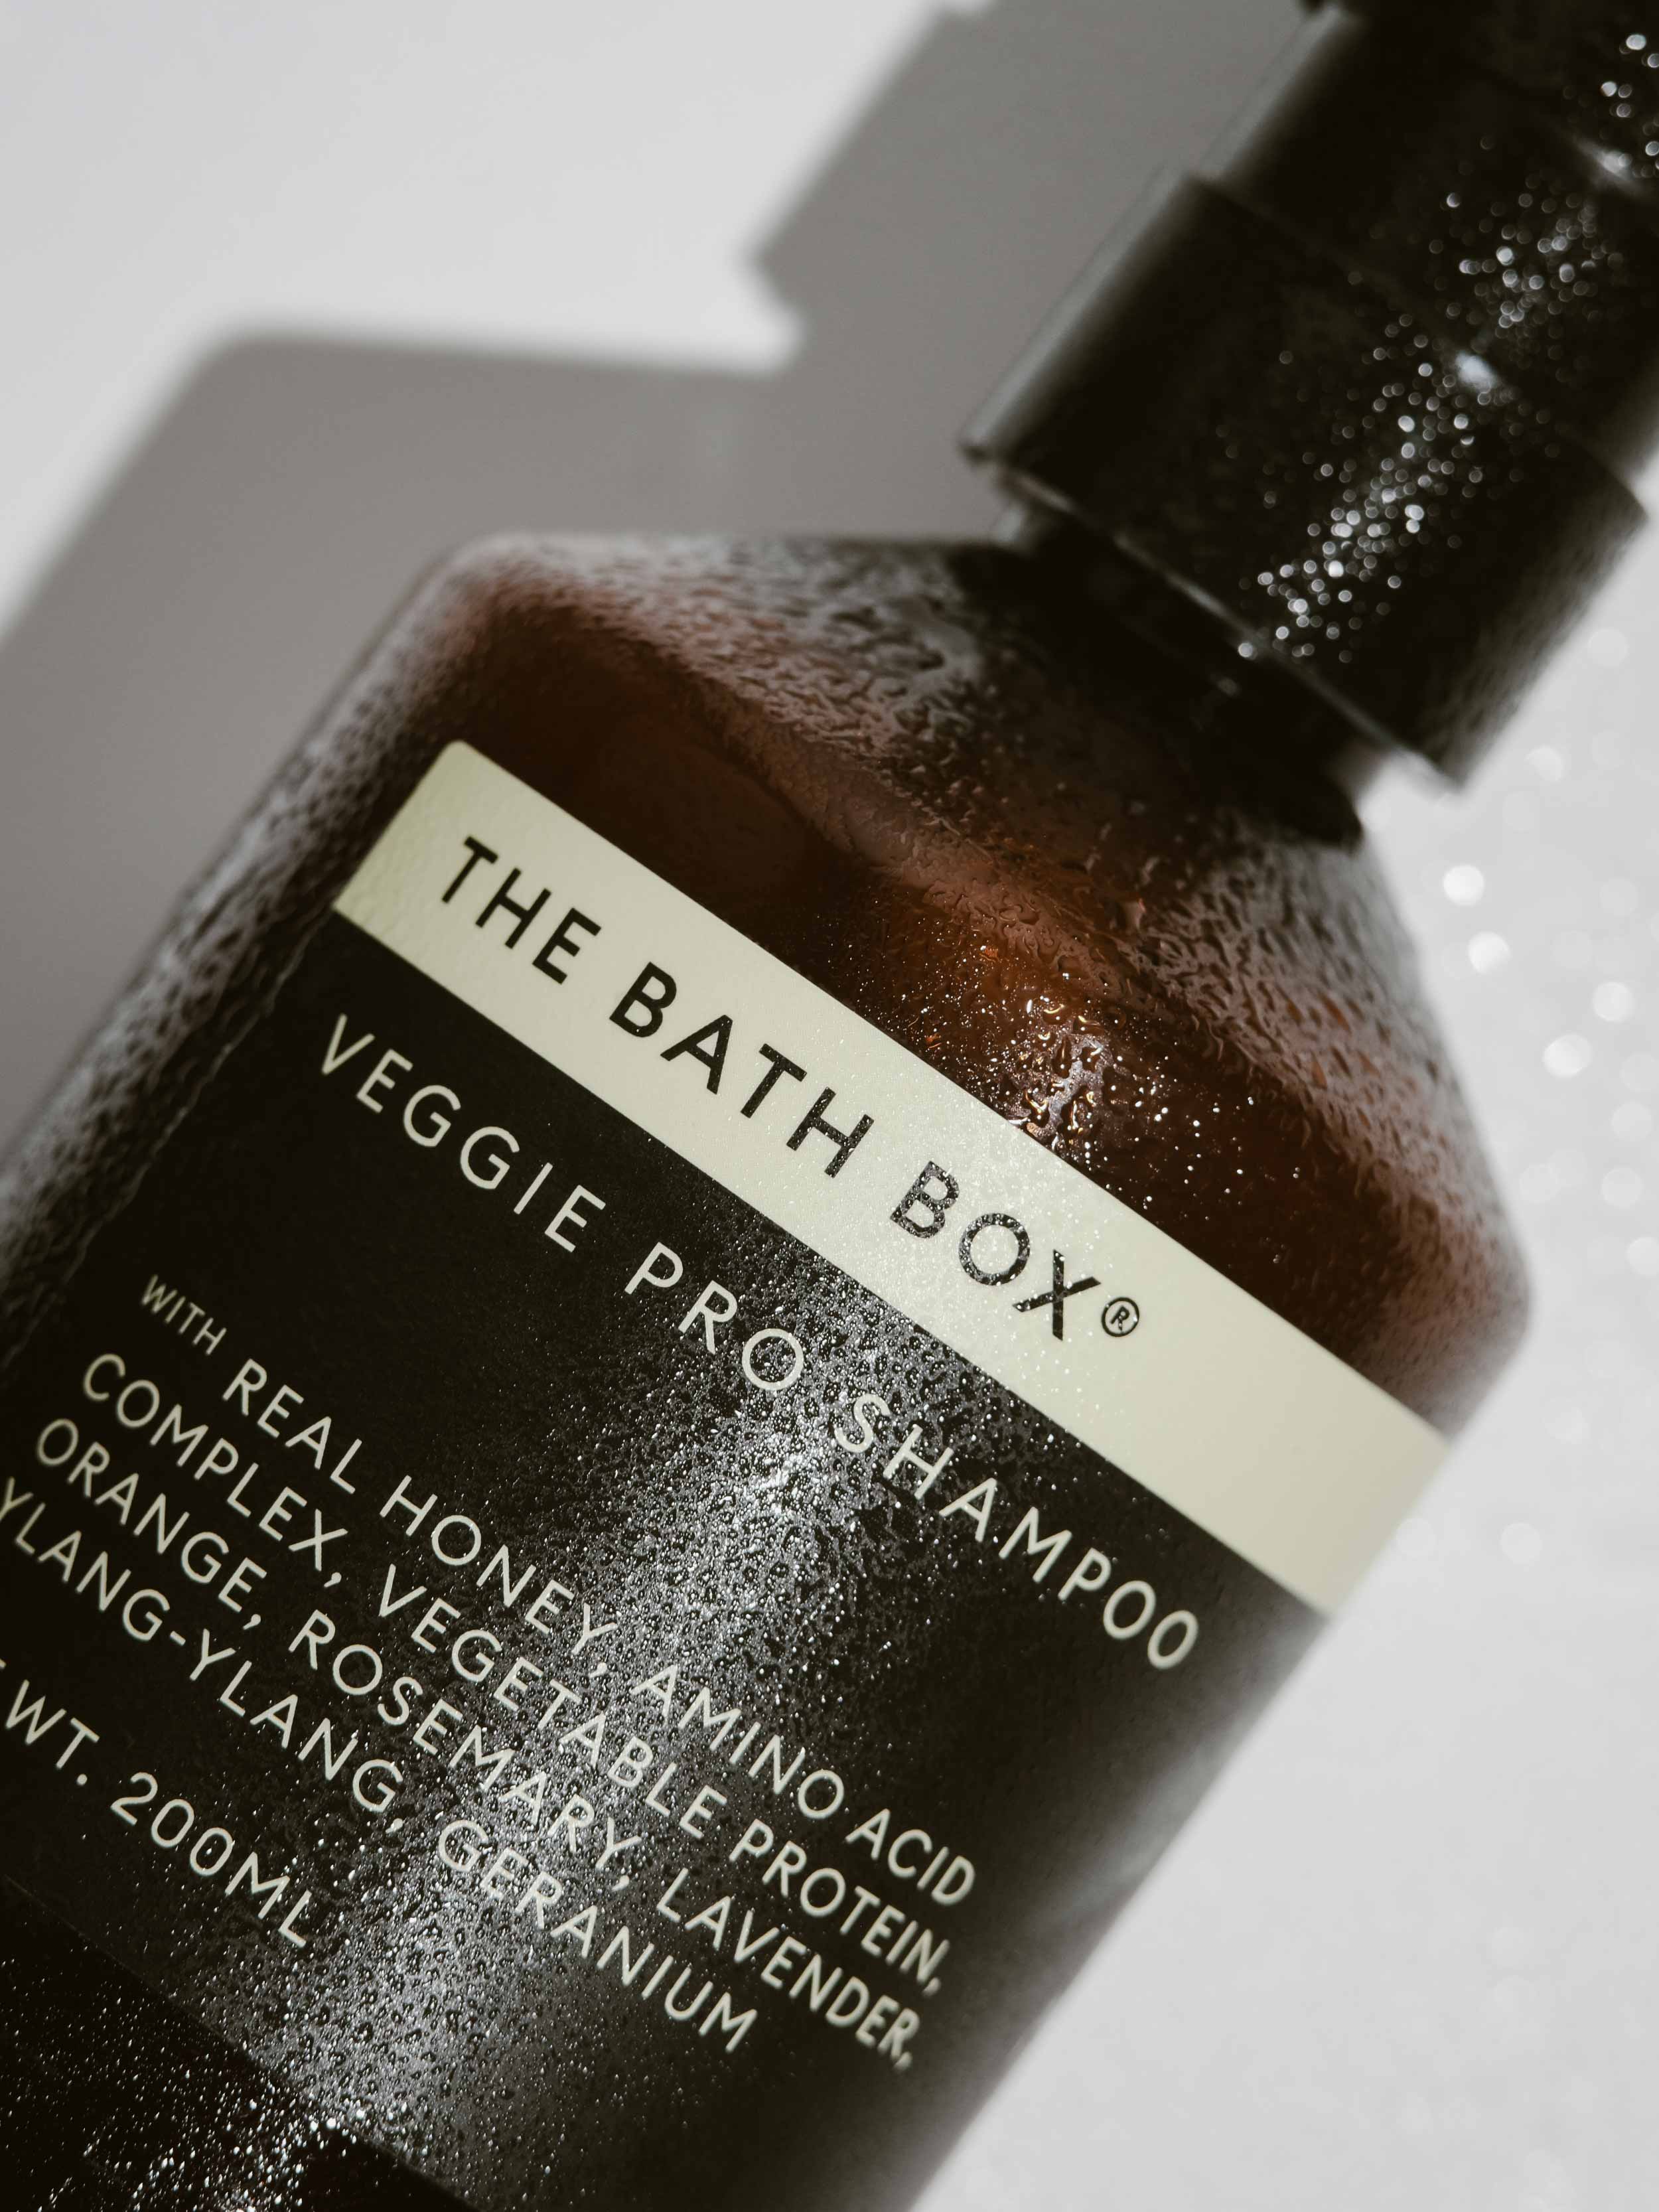 THE BATH BOX®
VEGGIE PRO SHAMPOO
WITH REAL HONEY, AMINO ACID
COMPLEX, VEGETABLE PROTEIN,
ORANGE, ROSEMARY, LAVENDER,
YLANG-YLANG, GERANIUM
WT. 200ML